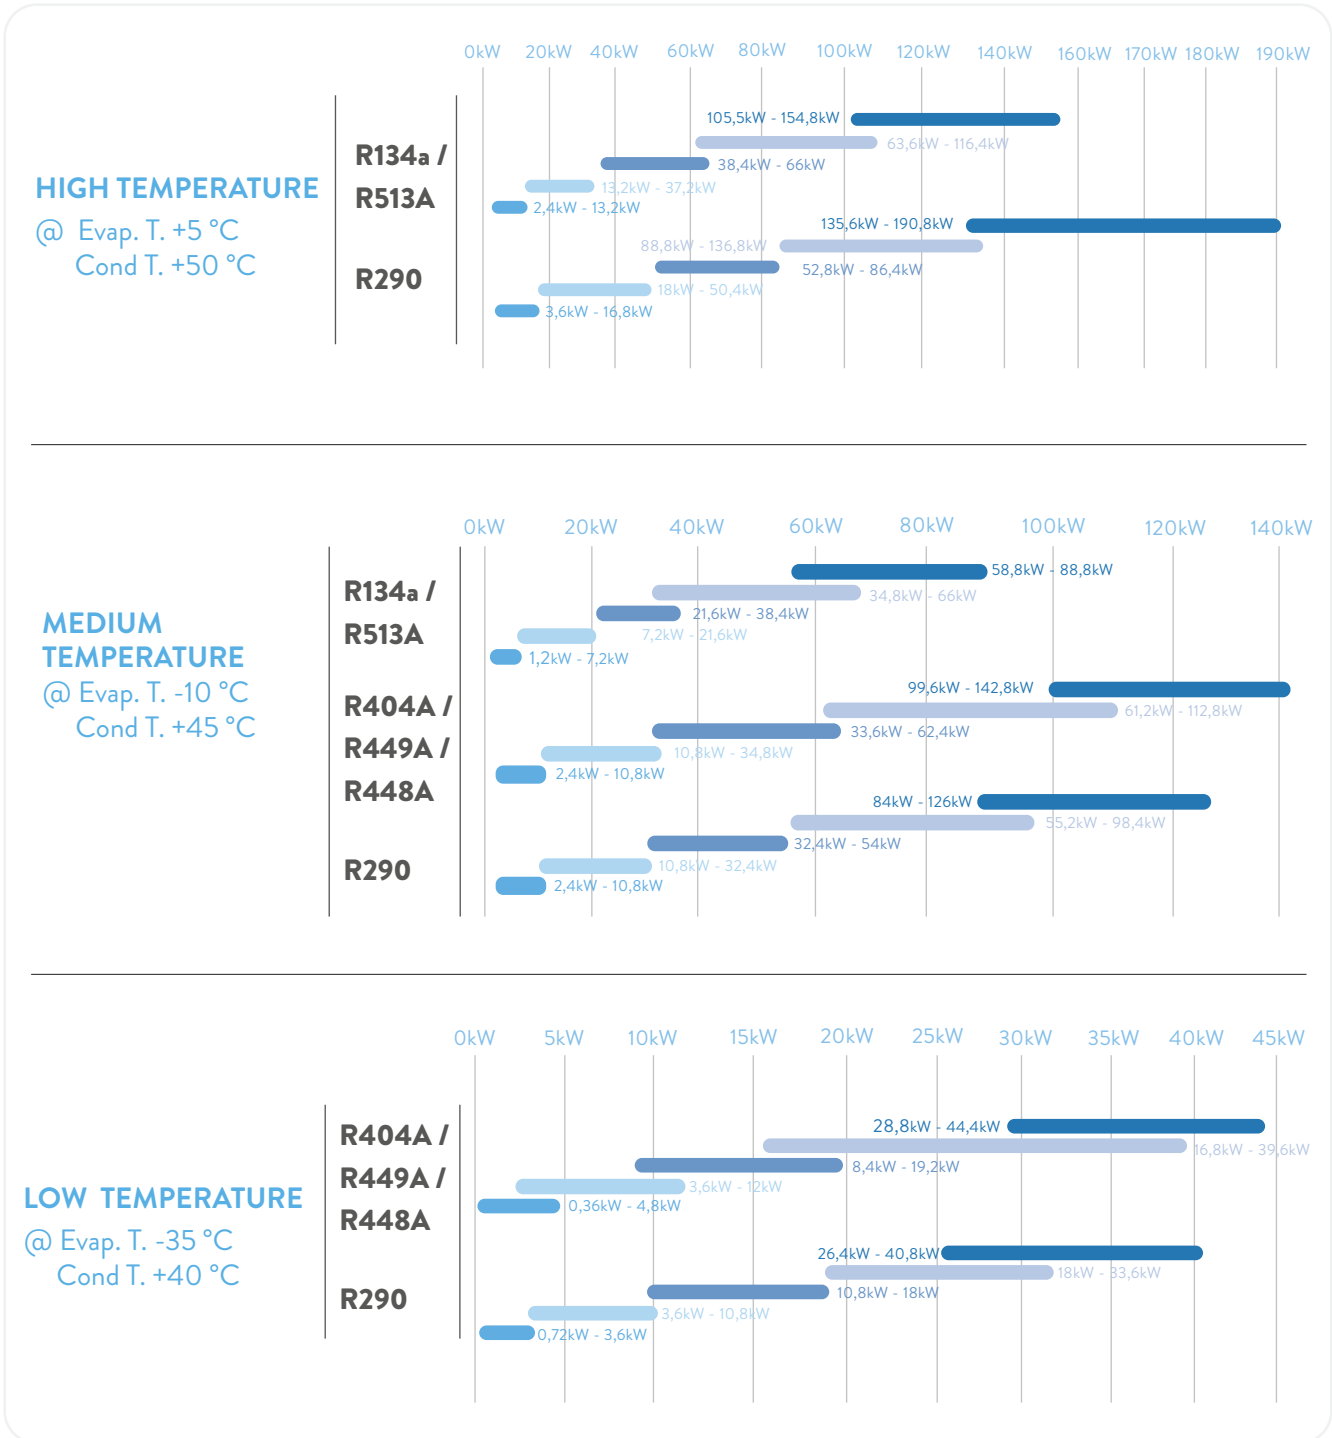 0kW 20kW 40kW 60kW 80kW 100kW 120kW 140kW 160kW 170kW 180kW 190kW
HIGH TEMPERATURE
@ Evap. T. +5 °C
Cond T. +50 °C
R134a /
R513A
105,5kW - 154,8kW
63,6kW - 116,4kW
38,4kW - 66kW
13,2kW - 37,2kW
2,4kW - 13,2kW
R290
135,6kW - 190,8kW
88,8kW - 136,8kW
52,8kW - 86,4kW
18kW - 50,4kW
3,6kW - 16,8kW
0kW 20kW 40kW 60kW 80kW 100kW 120kW 140kW
MEDIUM
TEMPERATURE
@ Evap. T. -10 °C
Cond T. +45 °C
R134a /
R513A
58,8kW - 88,8kW
34,8kW - 66kW
21,6kW - 38,4kW
7,2kW - 21,6kW
1,2kW - 7,2kW
R404A /
R449A /
R448A
99,6kW - 142,8kW
61,2kW - 112,8kW
33,6kW - 62,4kW
10,8kW - 34,8kW
2,4kW - 10,8kW
R290
84kW - 126kW
55,2kW - 98,4kW
32,4kW - 54kW
10,8kW - 32,4kW
2,4kW - 10,8kW
0kW 5kW 10kW 15kW 20kW 25kW 30kW 35kW 40kW 45kW
LOW TEMPERATURE
@ Evap. T. -35 °C
Cond T. +40 °C
R404A /
R449A /
R448A
28,8kW - 44,4kW
16,8kW - 39,6kW
8,4kW - 19,2kW
3,6kW - 12kW
0,36kW - 4,8kW
R290
26,4kW - 40,8kW
18kW - 33,6kW
10,8kW - 18kW
3,6kW - 10,8kW
0,72kW - 3,6kW